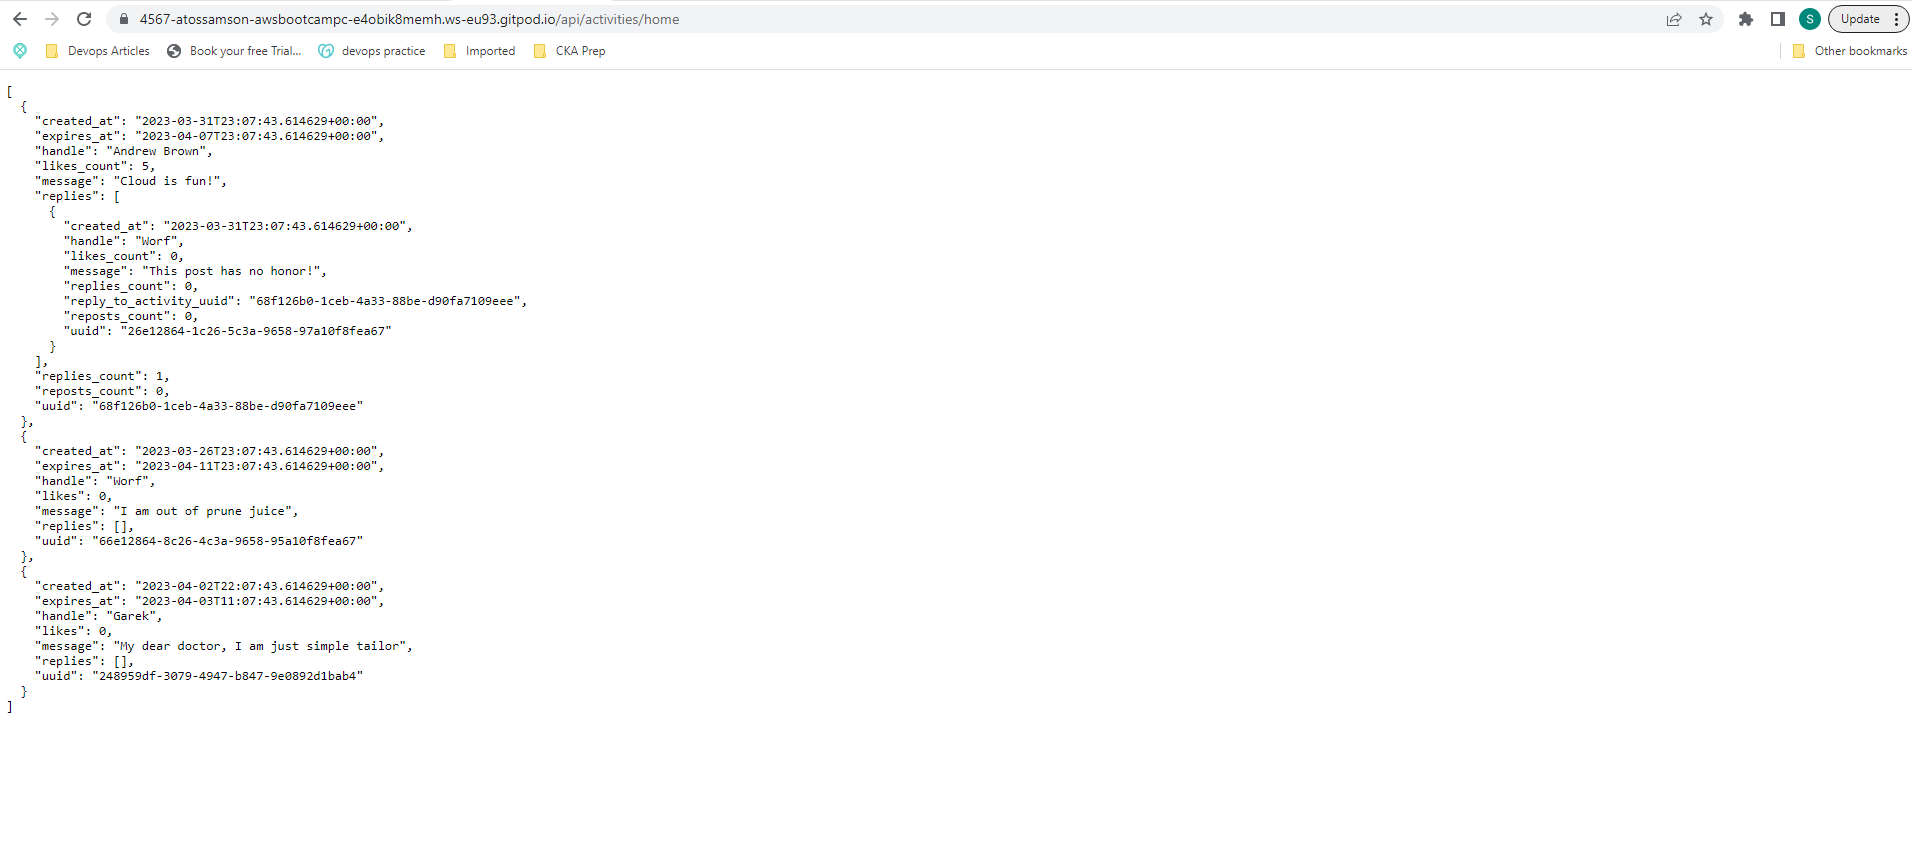 4567-atossamson-awsbootcampc-e4obik8memh.ws-eu93.gitpod.io/api/activities/home
S
Update
Devops Articles
Book your free Trial...
devops practice
Imported
CKA Prep
Other bookmarks
[
  {
    "created_at": "2023-03-31T23:07:43.614629+00:00",
    "expires_at": "2023-04-07T23:07:43.614629+00:00",
    "handle": "Andrew Brown",
    "likes_count": 5,
    "message": "Cloud is fun!",
    "replies": [
      {
        "created_at": "2023-03-31T23:07:43.614629+00:00",
        "handle": "Worf",
        "likes_count": 0,
        "message": "This post has no honor!",
        "replies_count": 0,
        "reply_to_activity_uuid": "68f126b0-1ceb-4a33-88be-d90fa7109eee",
        "reposts_count": 0,
        "uuid": "26e12864-1c26-5c3a-9658-97a10f8fea67"
      }
    ],
    "replies_count": 1,
    "reposts_count": 0,
    "uuid": "68f126b0-1ceb-4a33-88be-d90fa7109eee"
  },
  {
    "created_at": "2023-03-26T23:07:43.614629+00:00",
    "expires_at": "2023-04-11T23:07:43.614629+00:00",
    "handle": "Worf",
    "likes": 0,
    "message": "I am out of prune juice",
    "replies": [],
    "uuid": "66e12864-8c26-4c3a-9658-95a10f8fea67"
  },
  {
    "created_at": "2023-04-02T22:07:43.614629+00:00",
    "expires_at": "2023-04-03T11:07:43.614629+00:00",
    "handle": "Garek",
    "likes": 0,
    "message": "My dear doctor, I am just simple tailor",
    "replies": [],
    "uuid": "248959df-3079-4947-b847-9e0892d1bab4"
  }
]